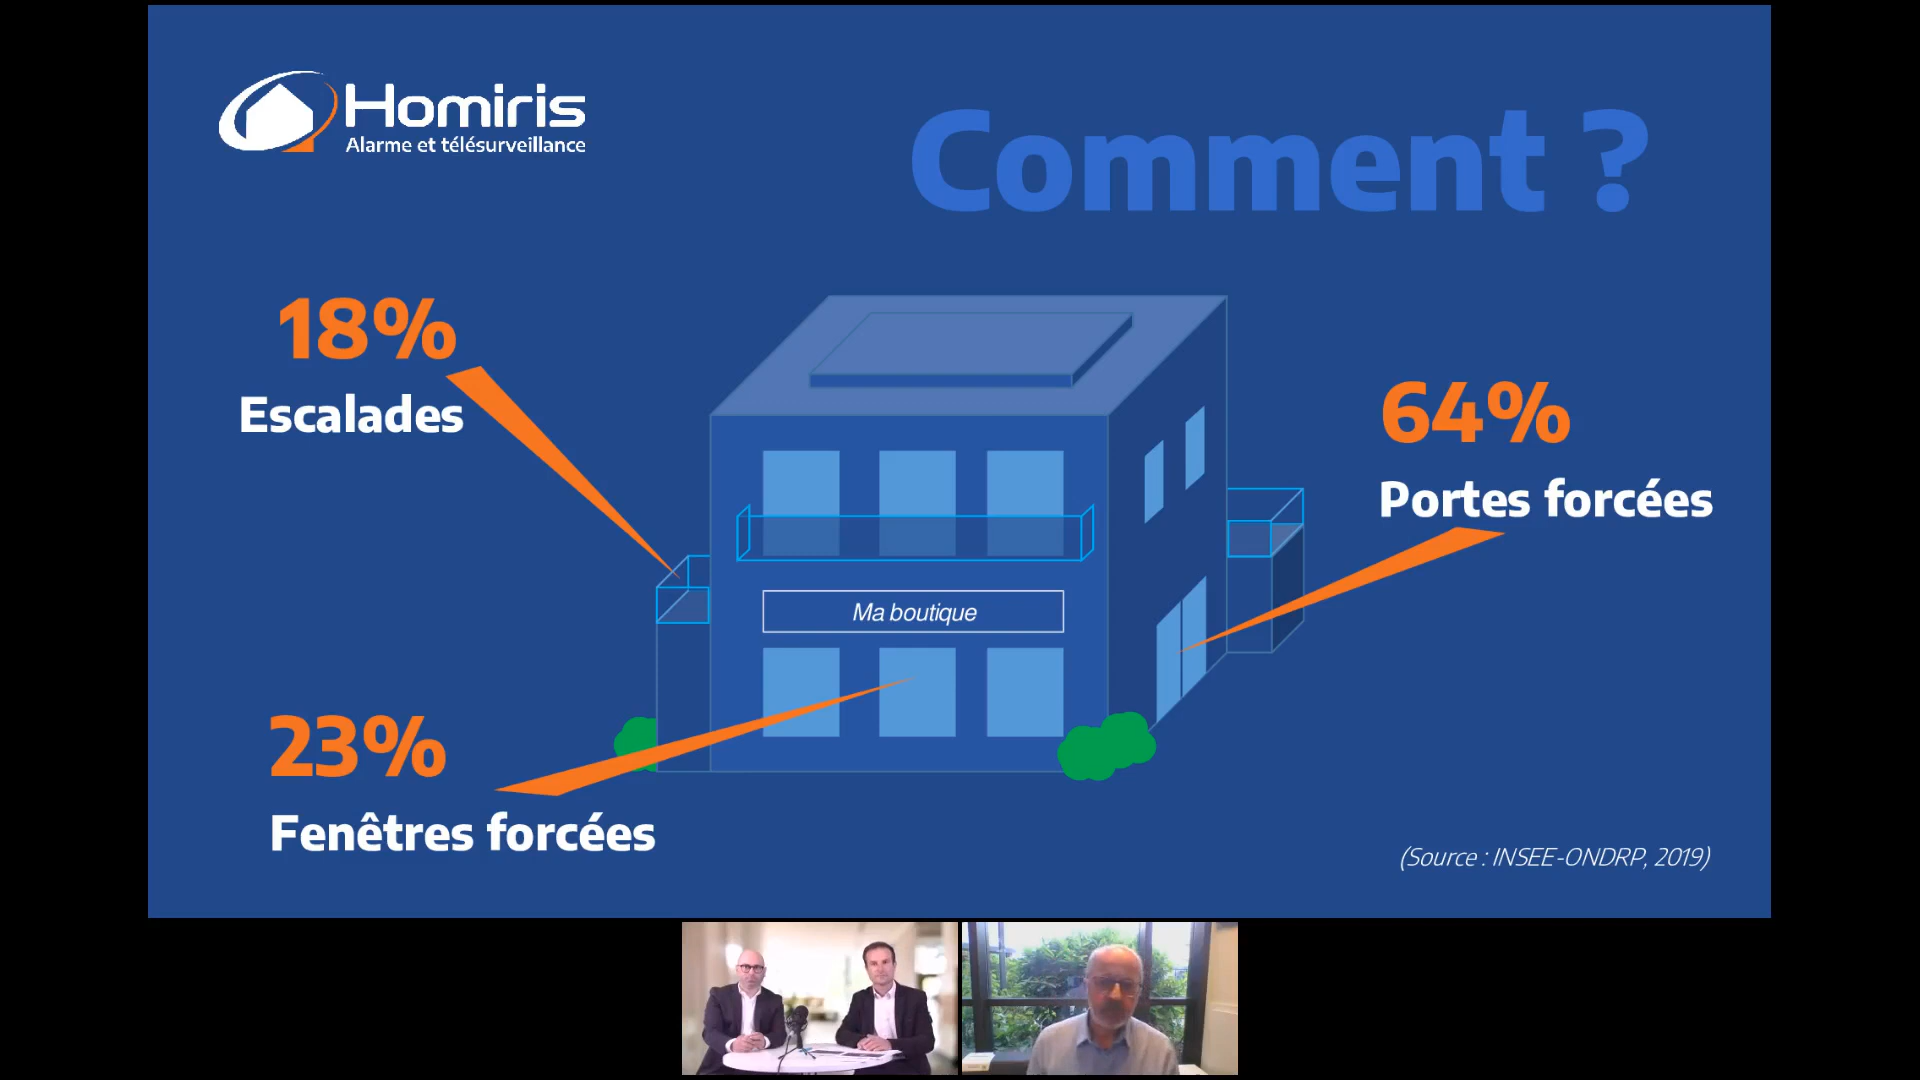 Homiris
Alarme et télésurveillance
Comment ?
18%
Escalades
64%
Portes forcées
Ma boutique
23%
Fenêtres forcées
(Source : INSEE-ONDRP, 2019)